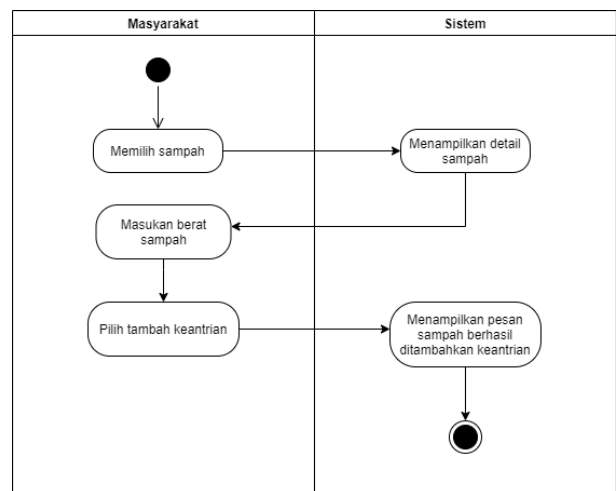 Masyarakat
Sistem
Memilih sampah
Menampilkan detail
sampah
Masukan berat
sampah
Pilih tambah keantrian
Menampilkan pesan
sampah berhasil
ditambahkan keantrian